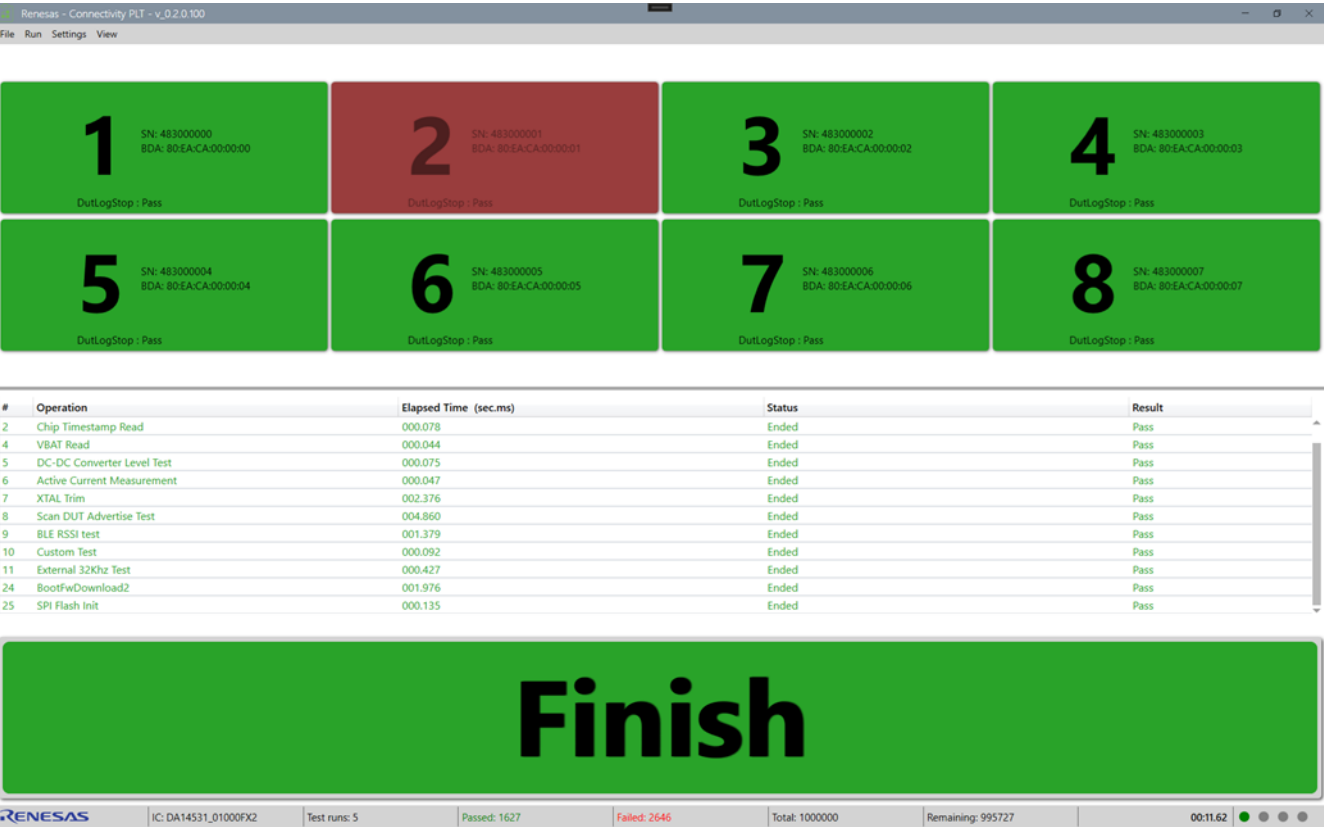 Renesas - Connectivity PLT - v_0.2.0.100
File Run Settings View
1 SN: 483000000
BDA: 80:EA:CA:00:00:00
DutLogStop : Pass
2 SN: 483000001
BDA: 80:EA:CA:00:00:01
DutLogStop : Pass
3 SN: 483000002
BDA: 80:EA:CA:00:00:02
DutLogStop : Pass
4 SN: 483000003
BDA: 80:EA:CA:00:00:03
DutLogStop : Pass
5 SN: 483000004
BDA: 80:EA:CA:00:00:04
DutLogStop : Pass
6 SN: 483000005
BDA: 80:EA:CA:00:00:05
DutLogStop : Pass
7 SN: 483000006
BDA: 80:EA:CA:00:00:06
DutLogStop : Pass
8 SN: 483000007
BDA: 80:EA:CA:00:00:07
DutLogStop : Pass
# Operation Elapsed Time (sec.ms) Status Result
2 Chip Timestamp Read 000.078 Ended Pass
4 VBAT Read 000.044 Ended Pass
5 DC-DC Converter Level Test 000.075 Ended Pass
6 Active Current Measurement 000.047 Ended Pass
7 XTAL Trim 002.376 Ended Pass
8 Scan DUT Advertise Test 004.860 Ended Pass
9 BLE RSSI test 001.379 Ended Pass
10 Custom Test 000.092 Ended Pass
11 External 32Khz Test 000.427 Ended Pass
24 BootFwDownload2 001.976 Ended Pass
25 SPI Flash Init 000.135 Ended Pass
Finish
RENESAS IC: DA14531_01000FX2 Test runs: 5 Passed: 1627 Failed: 2646 Total: 1000000 Remaining: 995727 00:11.62